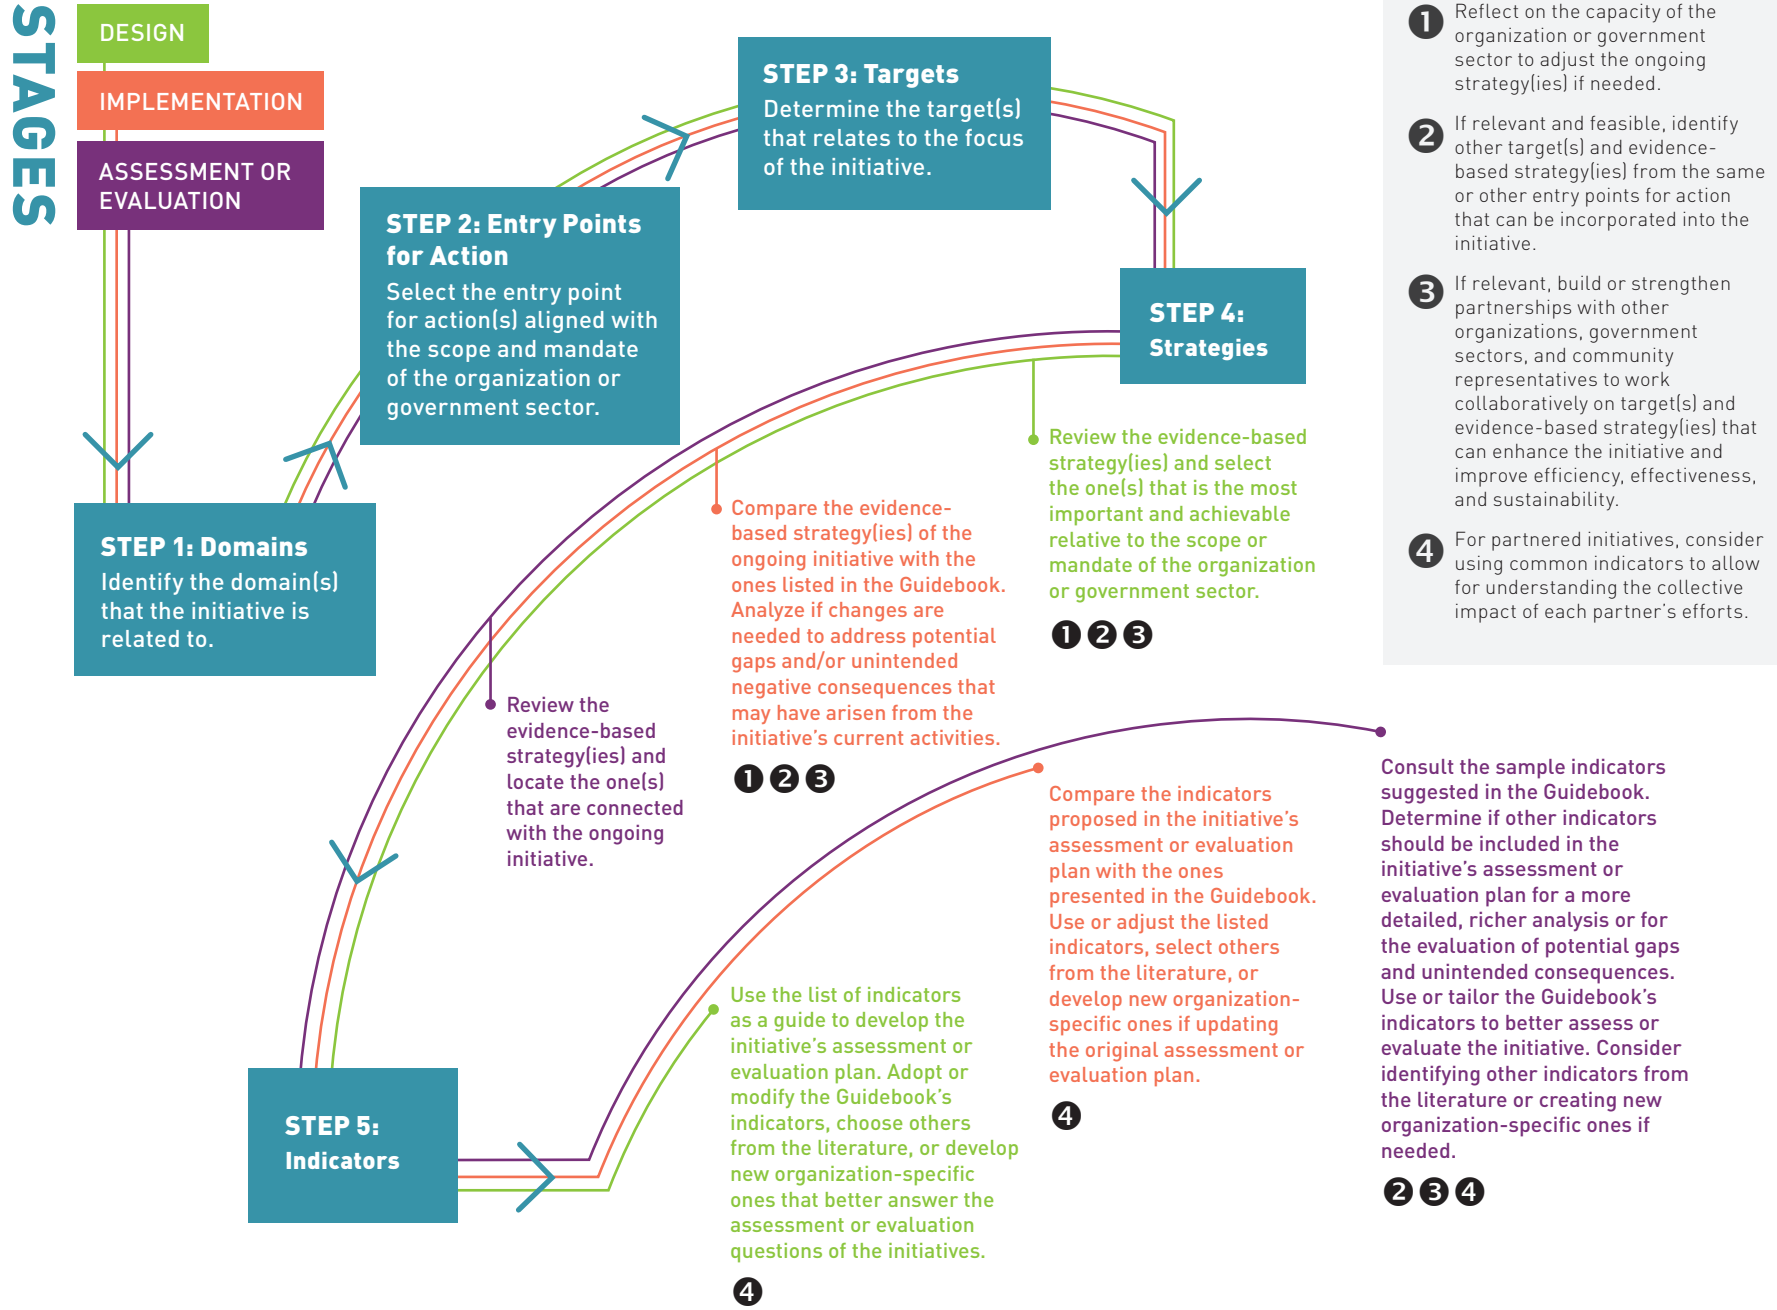 STAGES
DESIGN
IMPLEMENTATION
ASSESSMENT OR
EVALUATION
STEP 1: Domains
Identify the domain(s)
that the initiative is
related to.
STEP 2: Entry Points
for Action
Select the entry point
for action(s) aligned with
the scope and mandate
of the organization or
government sector.
STEP 3: Targets
Determine the target(s)
that relates to the focus
of the initiative.
STEP 4:
Strategies
Review the evidence-based
strategy(ies) and select
the one(s) that is the most
important and achievable
relative to the scope or
mandate of the organization
or government sector.
1 2 3
Compare the evidence-
based strategy(ies) of the
ongoing initiative with the
ones listed in the Guidebook.
Analyze if changes are
needed to address potential
gaps and/or unintended
negative consequences that
may have arisen from the
initiative's current activities.
1 2 3
Review the
evidence-based
strategy(ies) and
locate the one(s)
that are connected
with the ongoing
initiative.
STEP 5:
Indicators
Use the list of indicators
as a guide to develop the
initiative's assessment or
evaluation plan. Adopt or
modify the Guidebook's
indicators, choose others
from the literature, or develop
new organization-specific
ones that better answer the
assessment or evaluation
questions of the initiatives.
4
Compare the indicators
proposed in the initiative's
assessment or evaluation
plan with the ones
presented in the Guidebook.
Use or adjust the listed
indicators, select others
from the literature, or
develop new organization-
specific ones if updating
the original assessment or
evaluation plan.
4
Consult the sample indicators
suggested in the Guidebook.
Determine if other indicators
should be included in the
initiative's assessment or
evaluation plan for a more
detailed, richer analysis or for
the evaluation of potential gaps
and unintended consequences.
Use or tailor the Guidebook's
indicators to better assess or
evaluate the initiative. Consider
identifying other indicators from
the literature or creating new
organization-specific ones if
needed.
2 3 4
1 Reflect on the capacity of the
organization or government
sector to adjust the ongoing
strategy(ies) if needed.
2 If relevant and feasible, identify
other target(s) and evidence-
based strategy(ies) from the same
or other entry points for action
that can be incorporated into the
initiative.
3 If relevant, build or strengthen
partnerships with other
organizations, government
sectors, and community
representatives to work
collaboratively on target(s) and
evidence-based strategy(ies) that
can enhance the initiative and
improve efficiency, effectiveness,
and sustainability.
4 For partnered initiatives, consider
using common indicators to allow
for understanding the collective
impact of each partner's efforts.